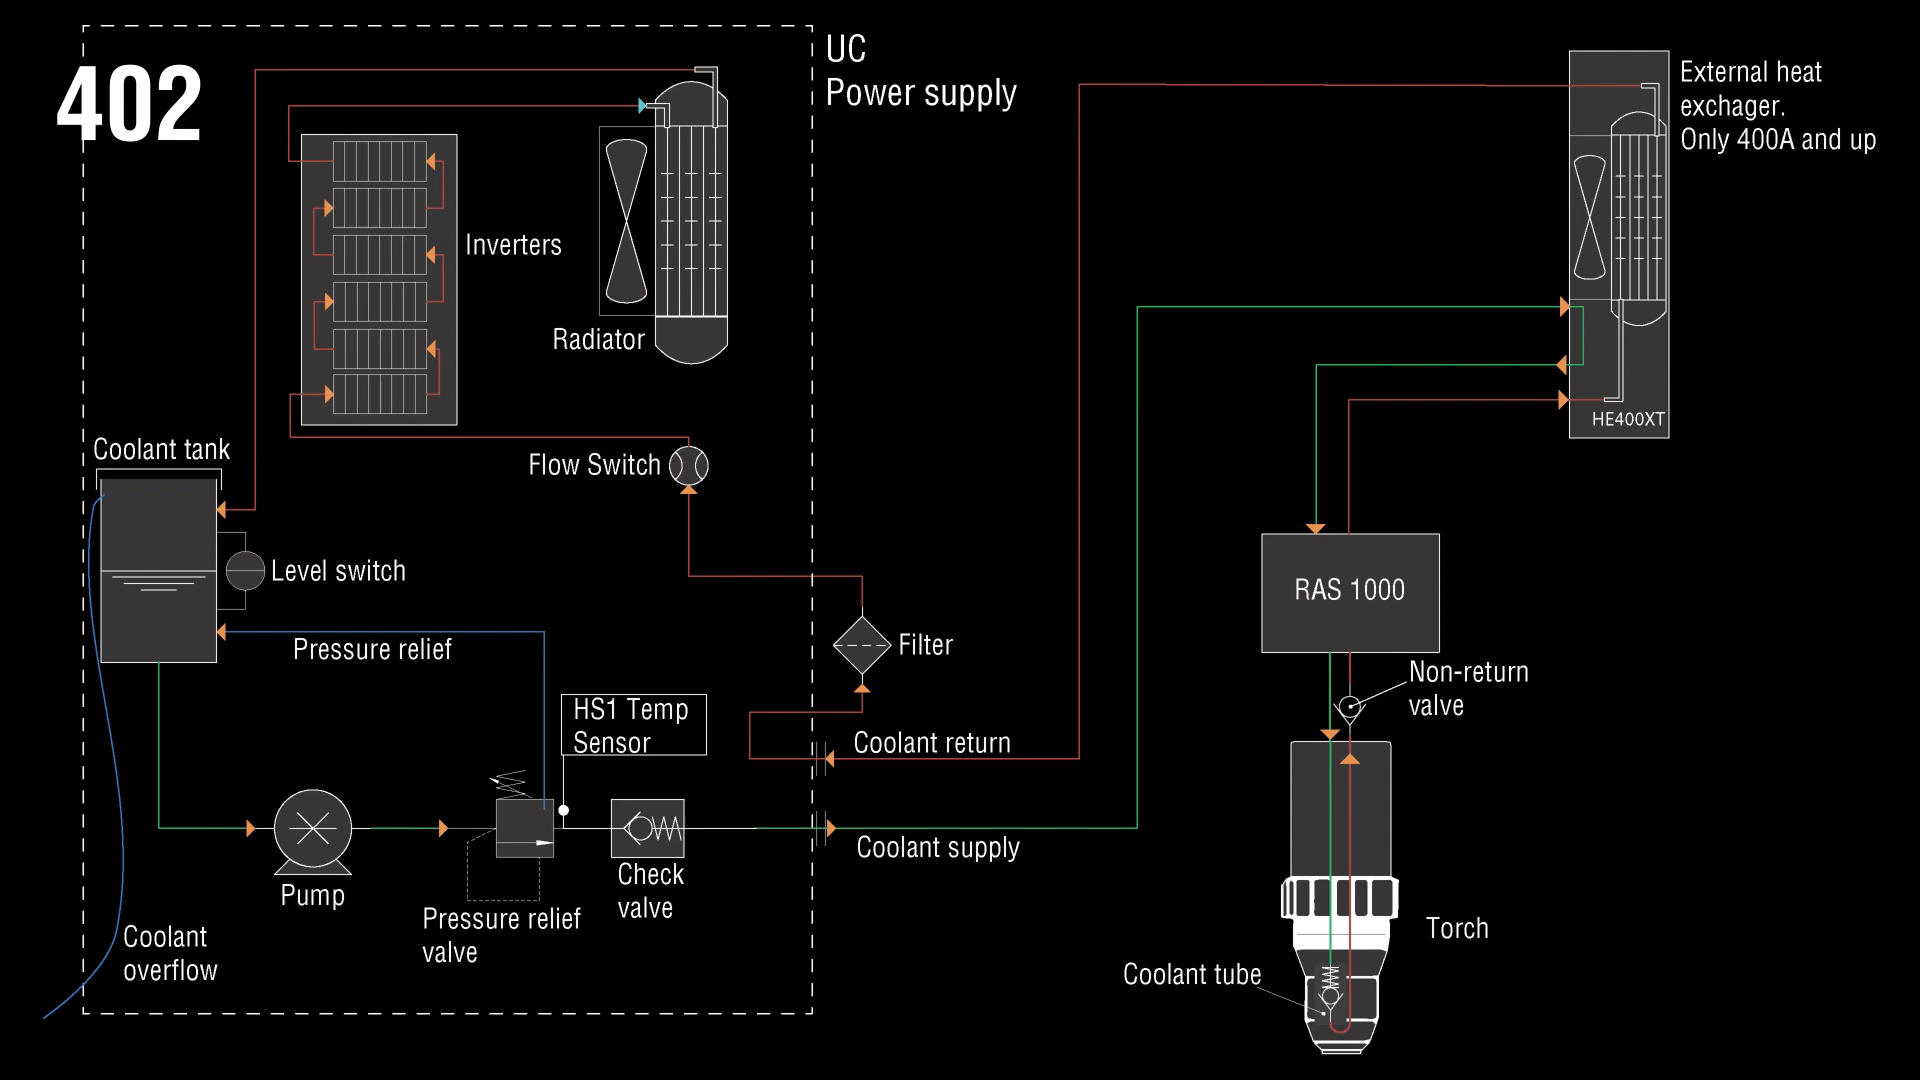 402
UC
Power supply
External heat
exchager.
Only 400A and up
Inverters
Radiator
HE400XT
Coolant tank
Flow Switch
Level switch
RAS 1000
Pressure relief
Filter
Non-return
valve
HS1 Temp
Sensor
Coolant return
Coolant supply
Check
valve
Pump
Pressure relief
valve
Torch
Coolant
overflow
Coolant tube